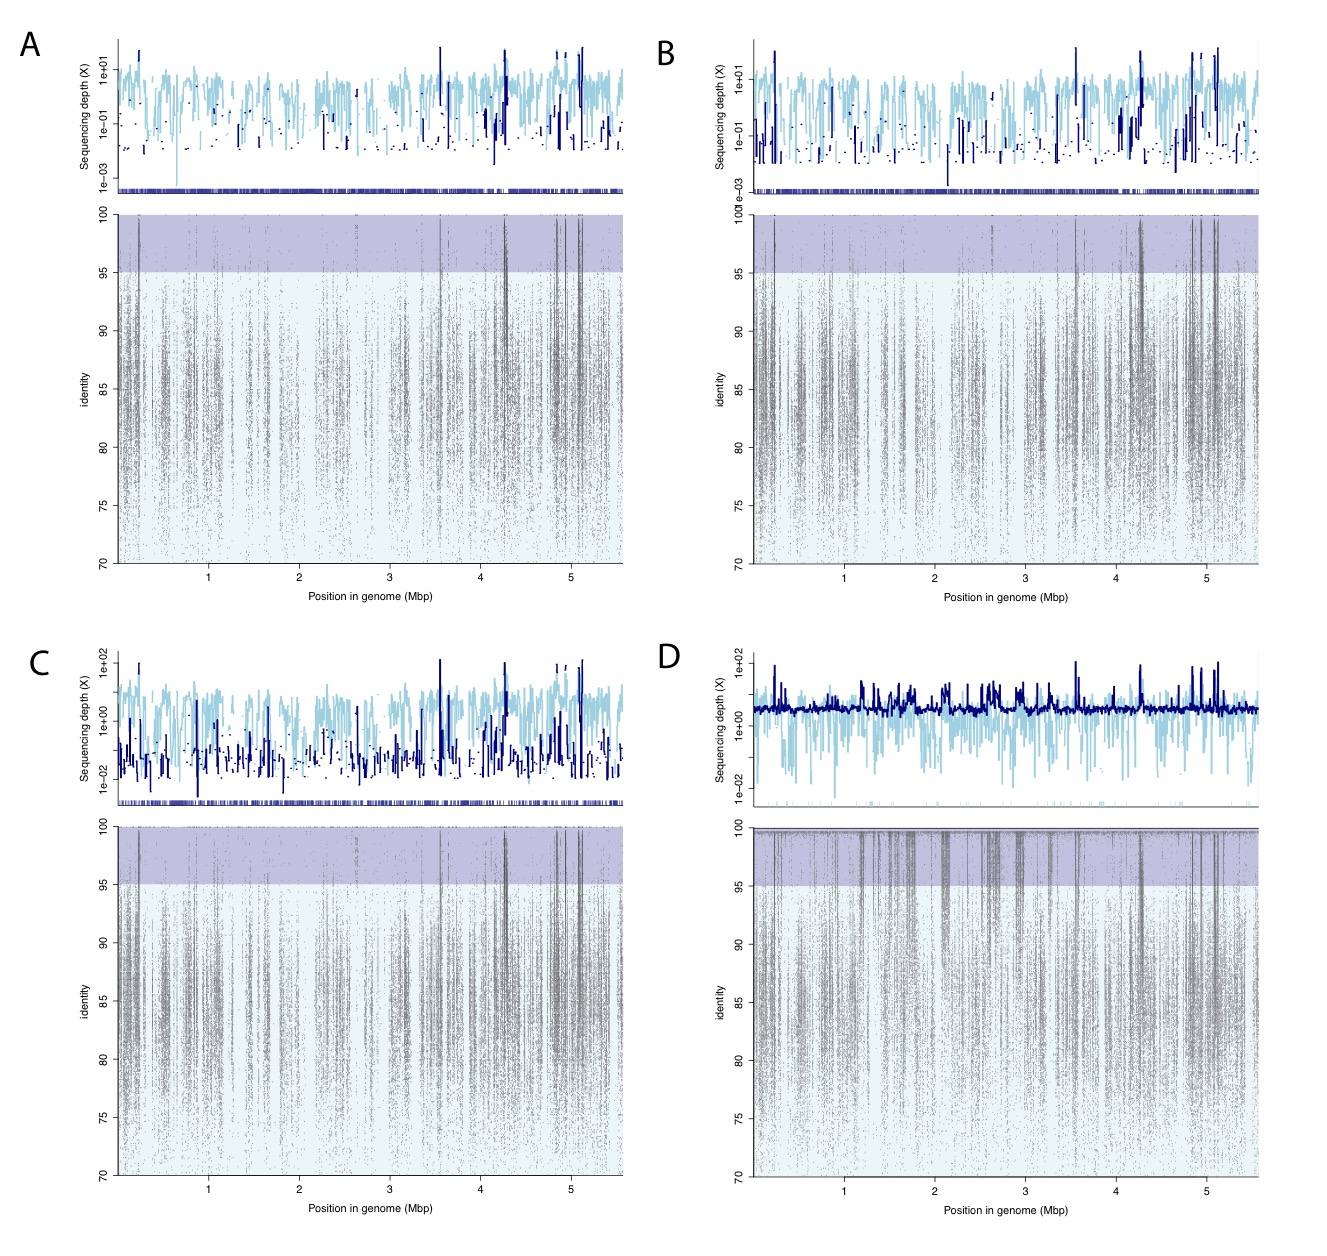 A
Sequencing depth (X)
1e+01
1e−01
1e−03
100
95
90
85
80
75
70
identity
1 2 3 4 5
Position in genome (Mbp)
B
Sequencing depth (X)
1e+01
1e−01
1e−03
100
95
90
85
80
75
70
identity
1 2 3 4 5
Position in genome (Mbp)
C
Sequencing depth (X)
1e+02
1e+00
1e−02
100
95
90
85
80
75
70
identity
1 2 3 4 5
Position in genome (Mbp)
D
Sequencing depth (X)
1e+02
1e+00
1e−02
100
95
90
85
80
75
70
identity
1 2 3 4 5
Position in genome (Mbp)